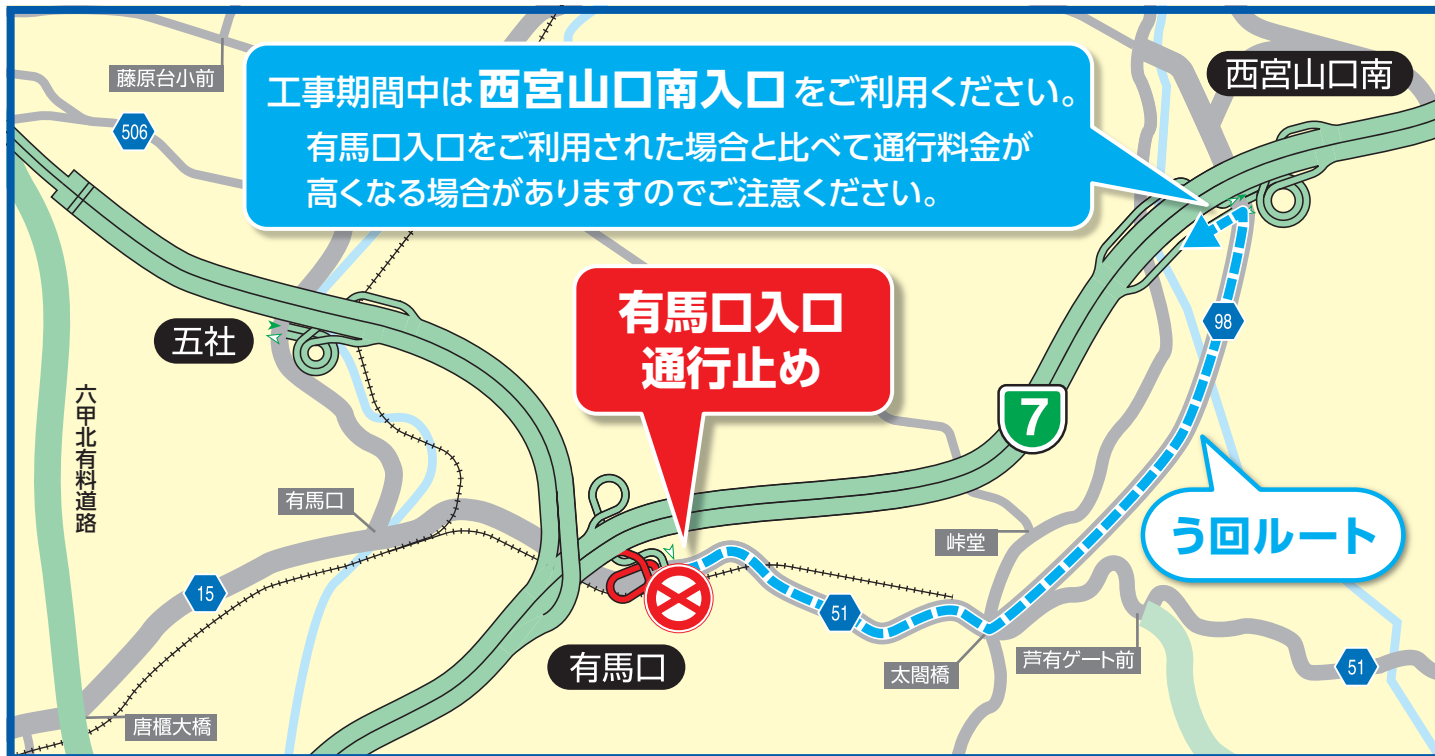 藤原台小前
506
工事期間中は西宮山口南入口をご利用ください。
有馬口入口をご利用された場合と比べて通行料金が
高くなる場合がありますのでご注意ください。
西宮山口南
五社
有馬口入口
通行止め
98
7
六甲北有料道路
有馬口
峠堂
う回ルート
15
51
有馬口
太閤橋
芦有ゲート前
51
唐櫃大橋